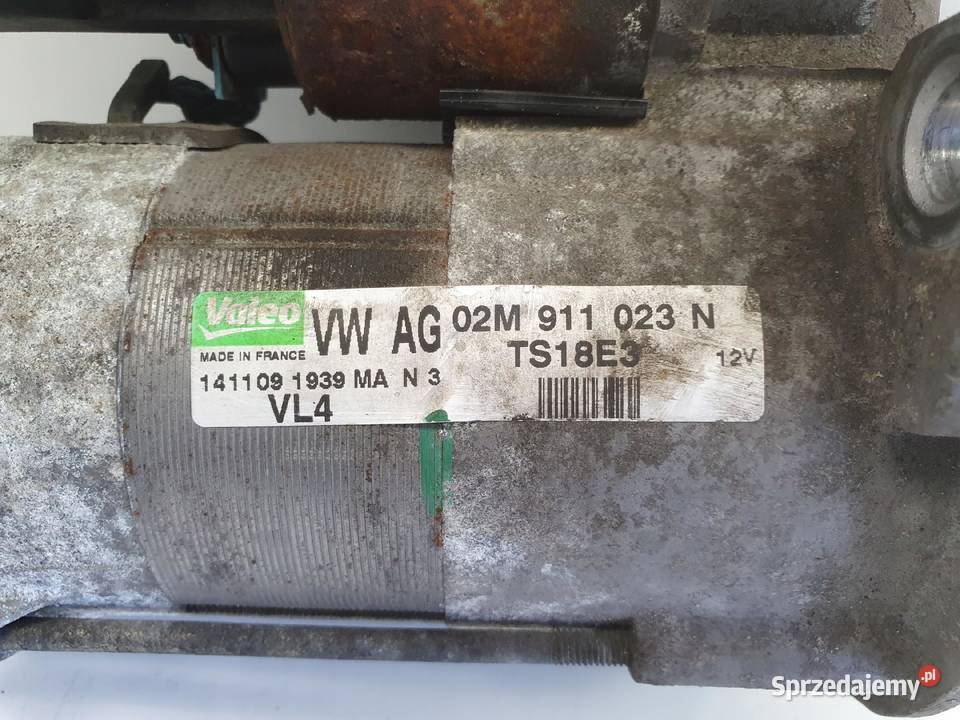 Valeo VW AG 02M 911 023 N
MADE IN FRANCE TS18E3 12V
141109 1939 MA N 3
VL4
Sprzedajemy.pl